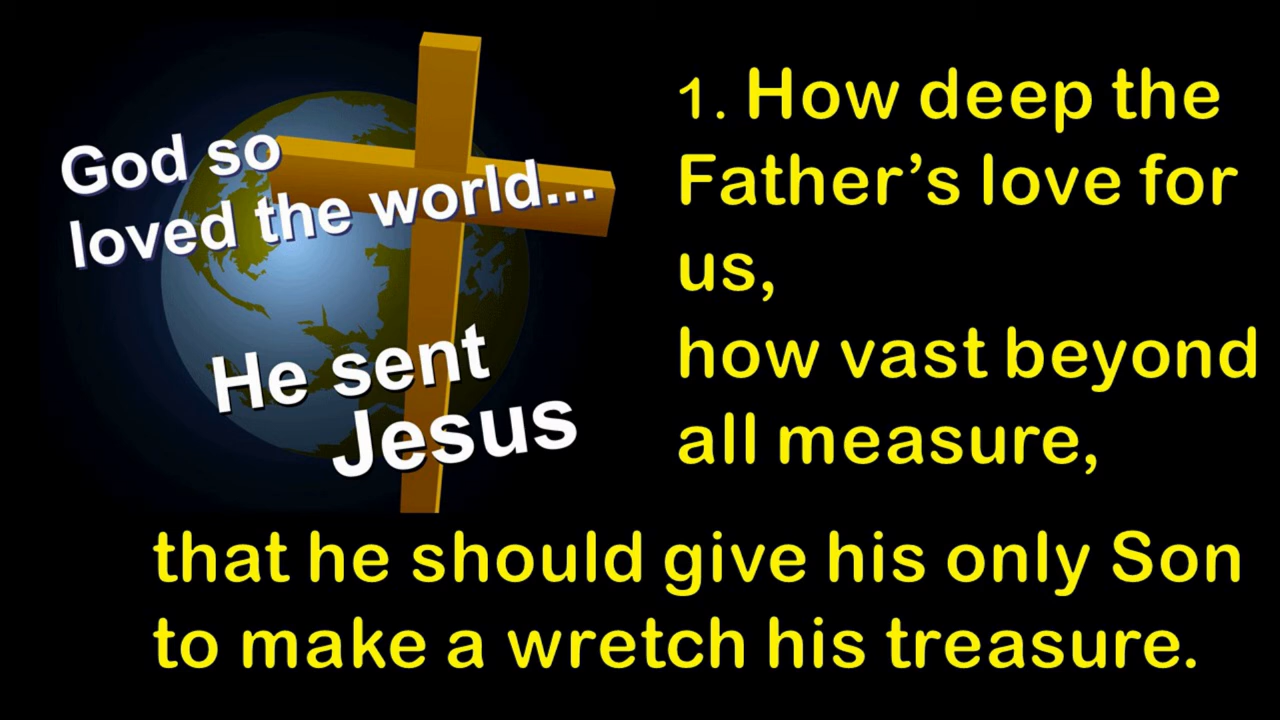 God so
loved the world...
He sent
Jesus
1. How deep the
Father’s love for
us,
how vast beyond
all measure,
that he should give his only Son
to make a wretch his treasure.